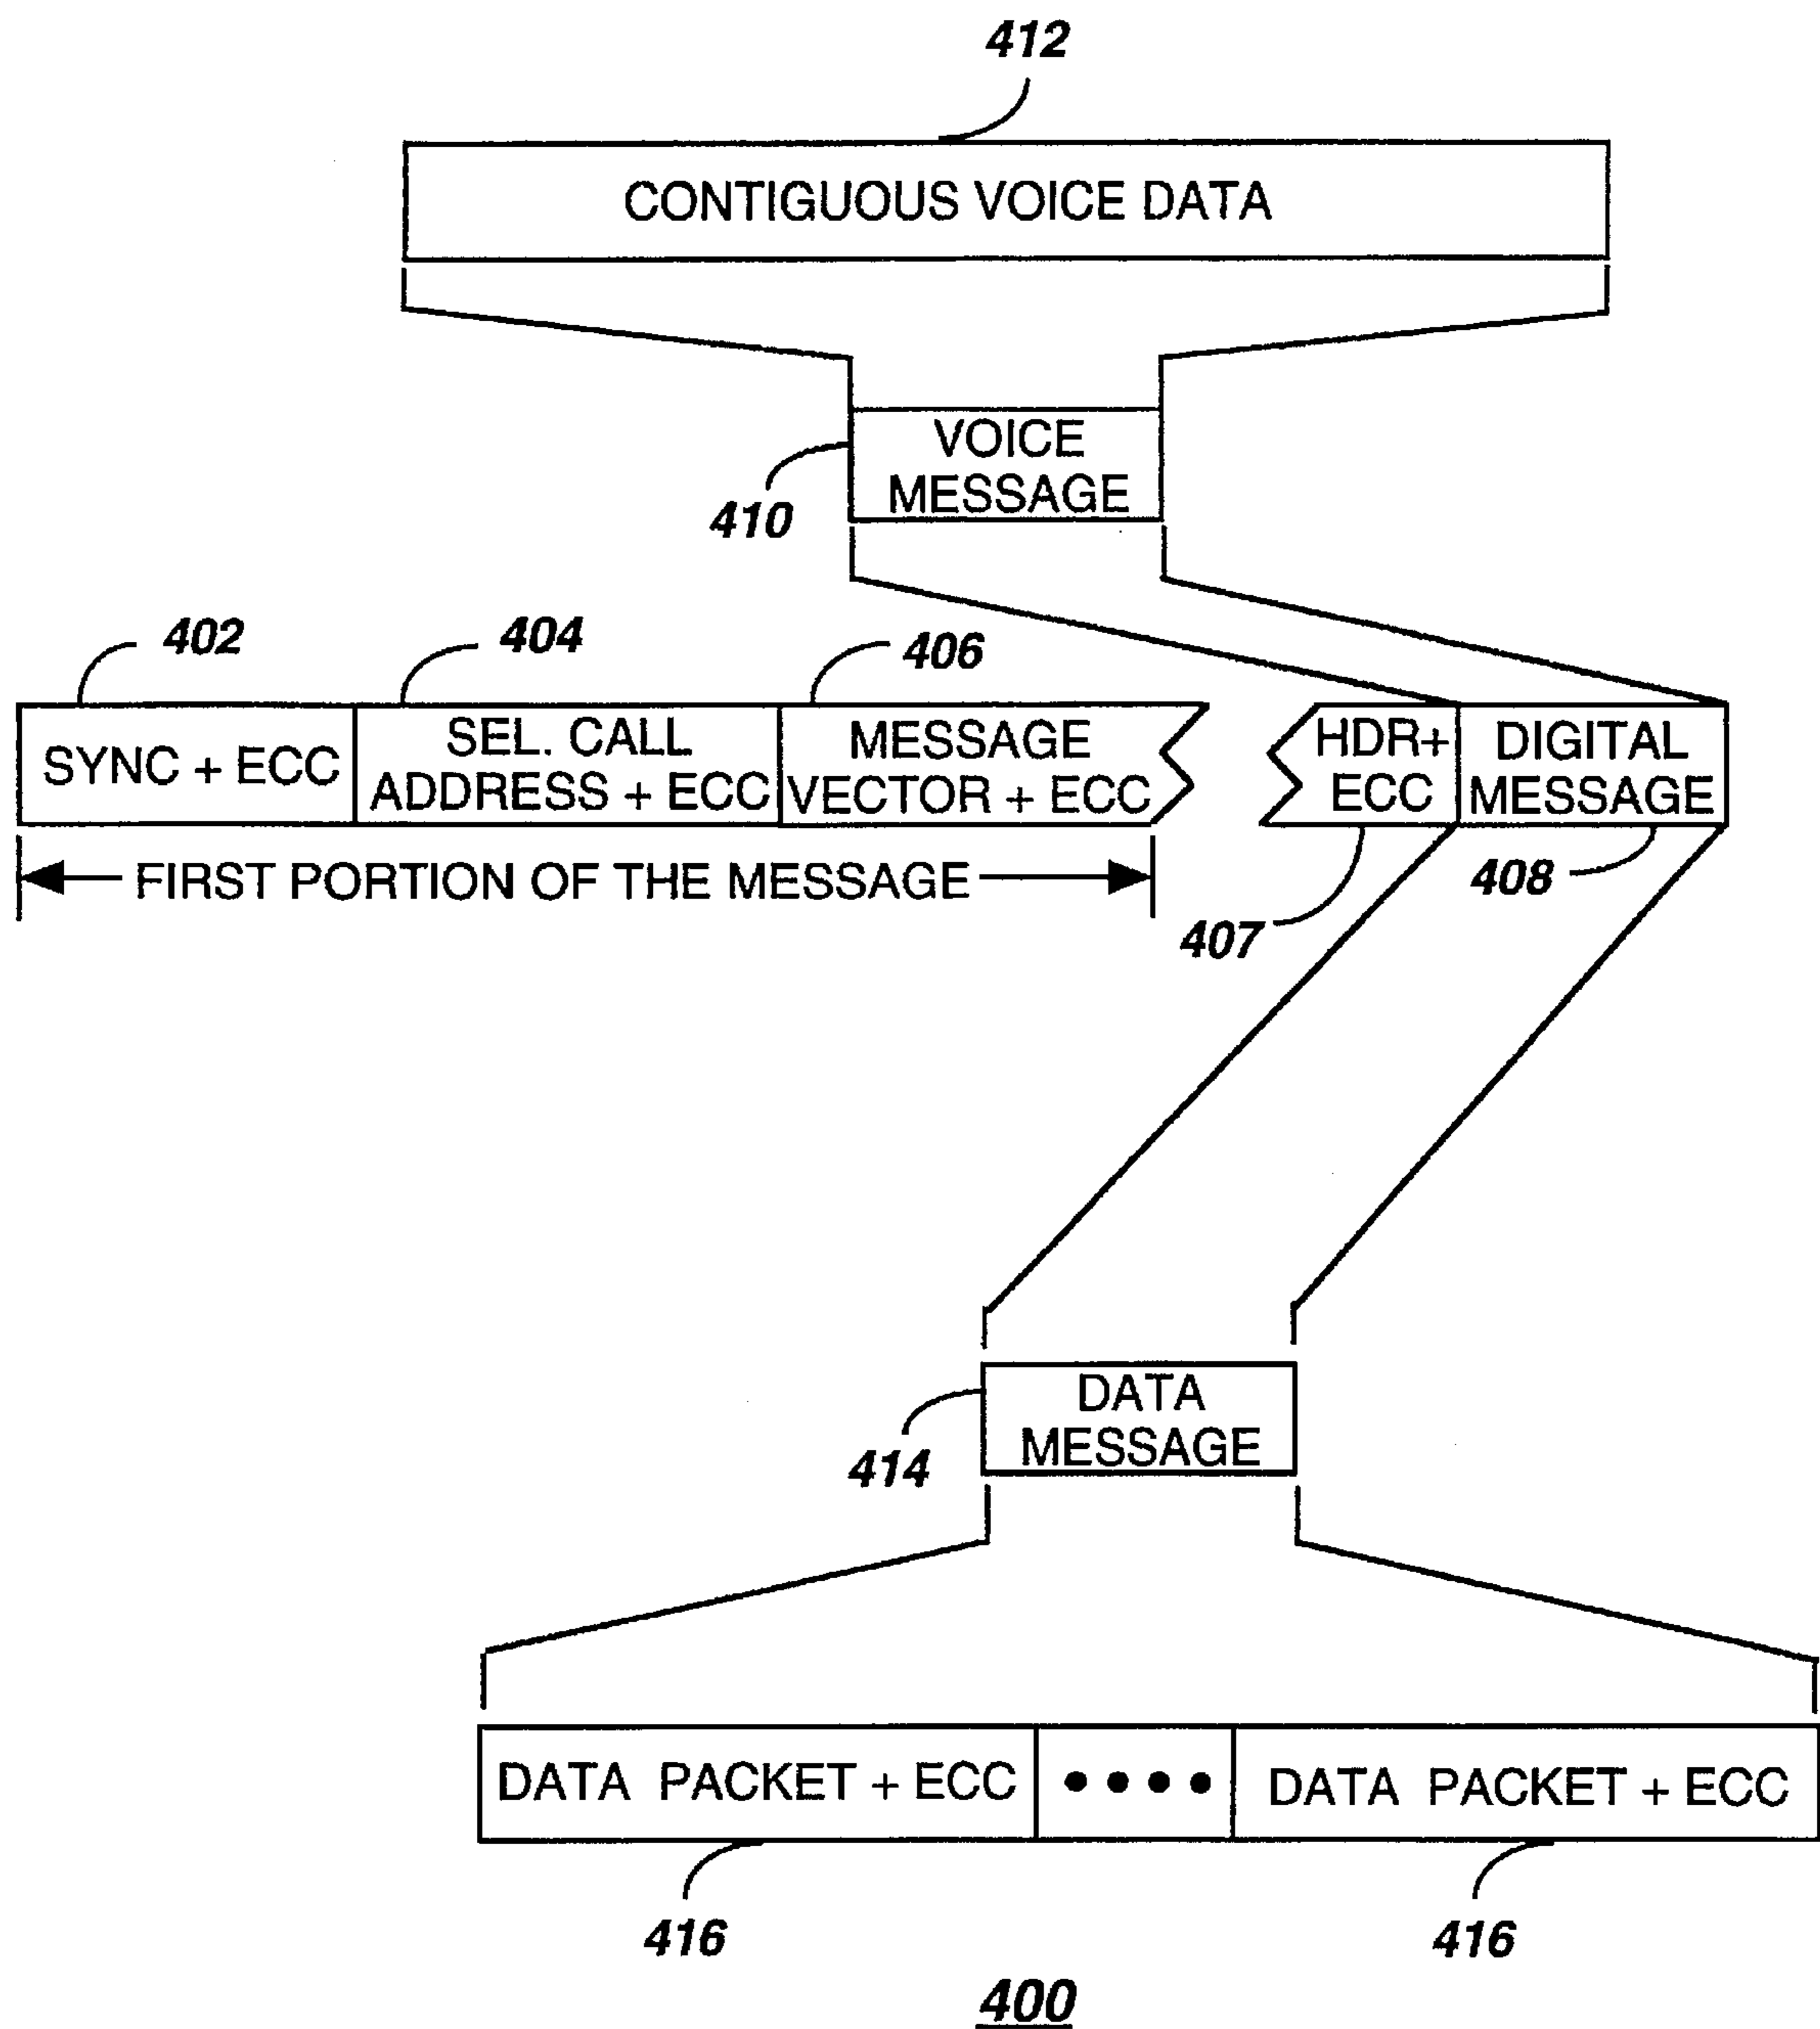 412
CONTIGUOUS VOICE DATA
VOICE
MESSAGE
410
402
404
406
SYNC + ECC
SEL. CALL
ADDRESS + ECC
MESSAGE
VECTOR + ECC
HDR+
ECC
DIGITAL
MESSAGE
FIRST PORTION OF THE MESSAGE
408
407
DATA
MESSAGE
414
DATA PACKET + ECC
• • • •
DATA PACKET + ECC
416
416
400